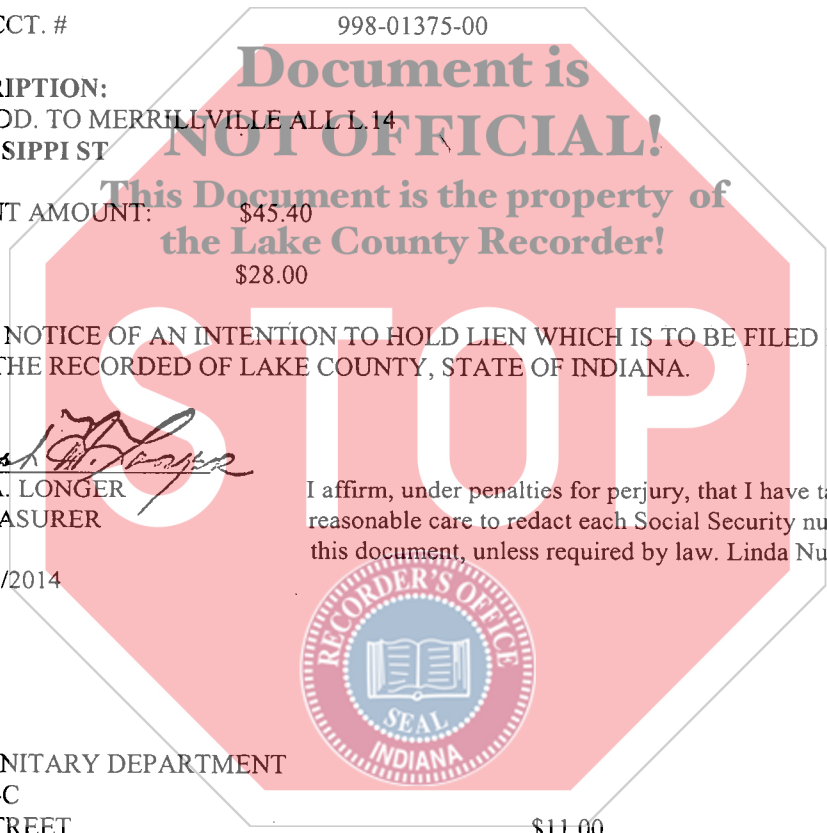 CCT. # 998-01375-00
Document is
RIPTION:
DD. TO MERRILLVILLE ALL L.14
NOT OFFICIAL!
SIPPI ST
This Document is the property of
NT AMOUNT: $45.40
the Lake County Recorder!
$28.00
NOTICE OF AN INTENTION TO HOLD LIEN WHICH IS TO BE FILED
THE RECORDED OF LAKE COUNTY, STATE OF INDIANA.
STOP
A. LONGER
I affirm, under penalties for perjury, that I have ta
ASURER
reasonable care to redact each Social Security nu
this document, unless required by law. Linda Nu
/2014
RECORDER'S OFFICE
SEAL
INDIANA
NITARY DEPARTMENT
C
TREET $11.00